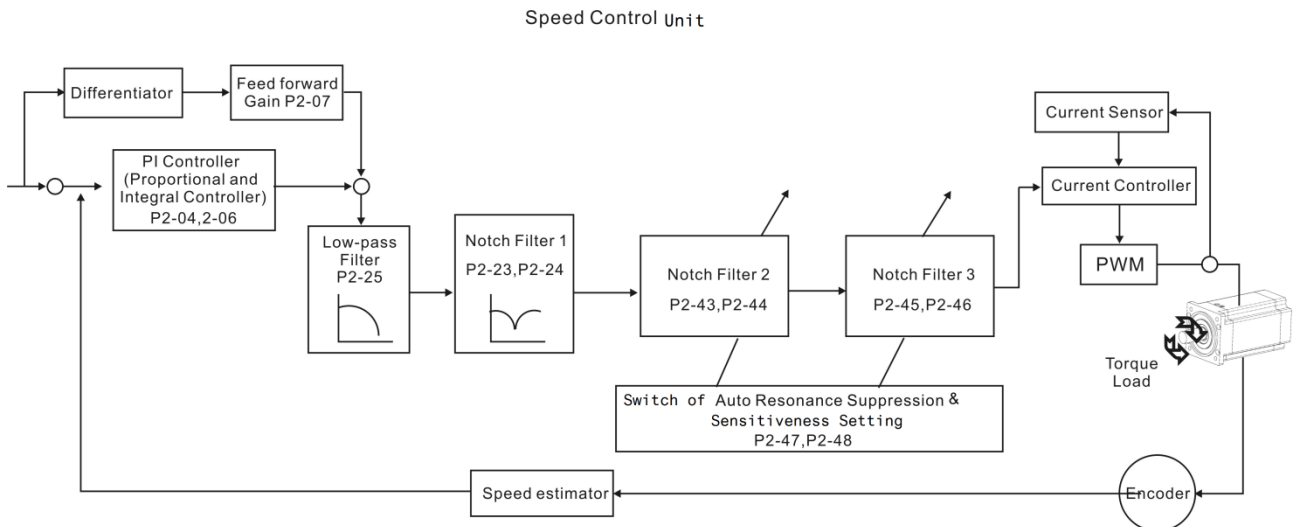 Speed Control Unit
Differentiator
Feed forward
Gain P2-07
PI Controller
(Proportional and
Integral Controller)
P2-04,2-06
Low-pass
Filter
P2-25
Notch Filter 1
P2-23,P2-24
Notch Filter 2
P2-43,P2-44
Notch Filter 3
P2-45,P2-46
Current Sensor
Current Controller
PWM
Torque
Load
Switch of Auto Resonance Suppression &
Sensitiveness Setting
P2-47,P2-48
Speed estimator
Encoder